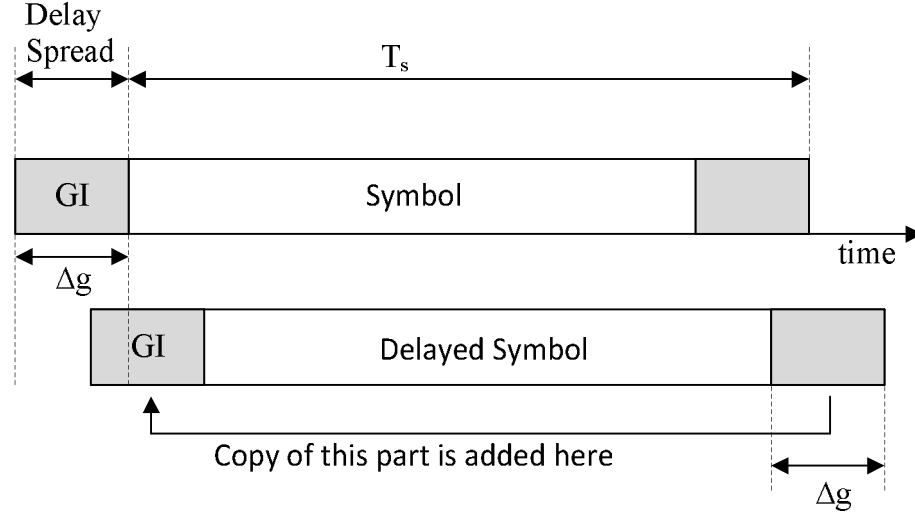 Delay
Spread
Ts
GI
Symbol
time
Δg
GI
Delayed Symbol
Copy of this part is added here
Δg